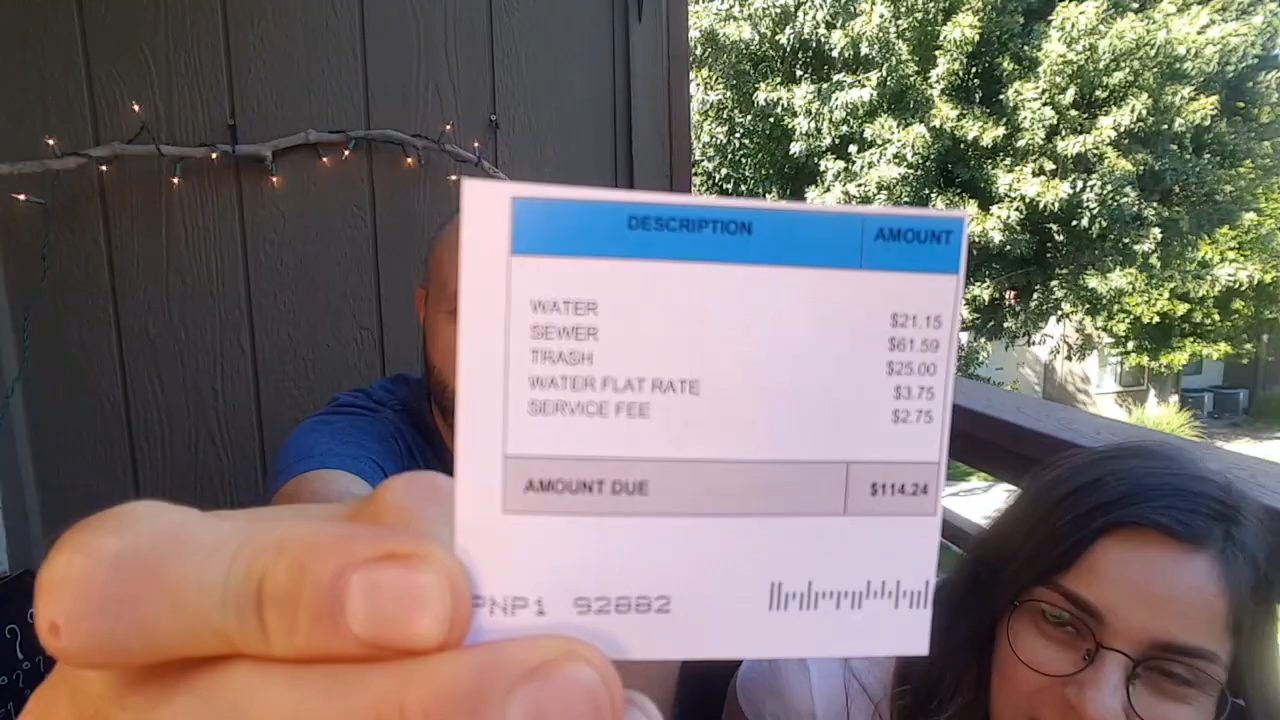 DESCRIPTION AMOUNT
WATER $21.15
SEWER $61.59
TRASH $25.00
WATER FLAT RATE $3.75
SERVICE FEE $2.75
AMOUNT DUE $114.24
PNP1 92882